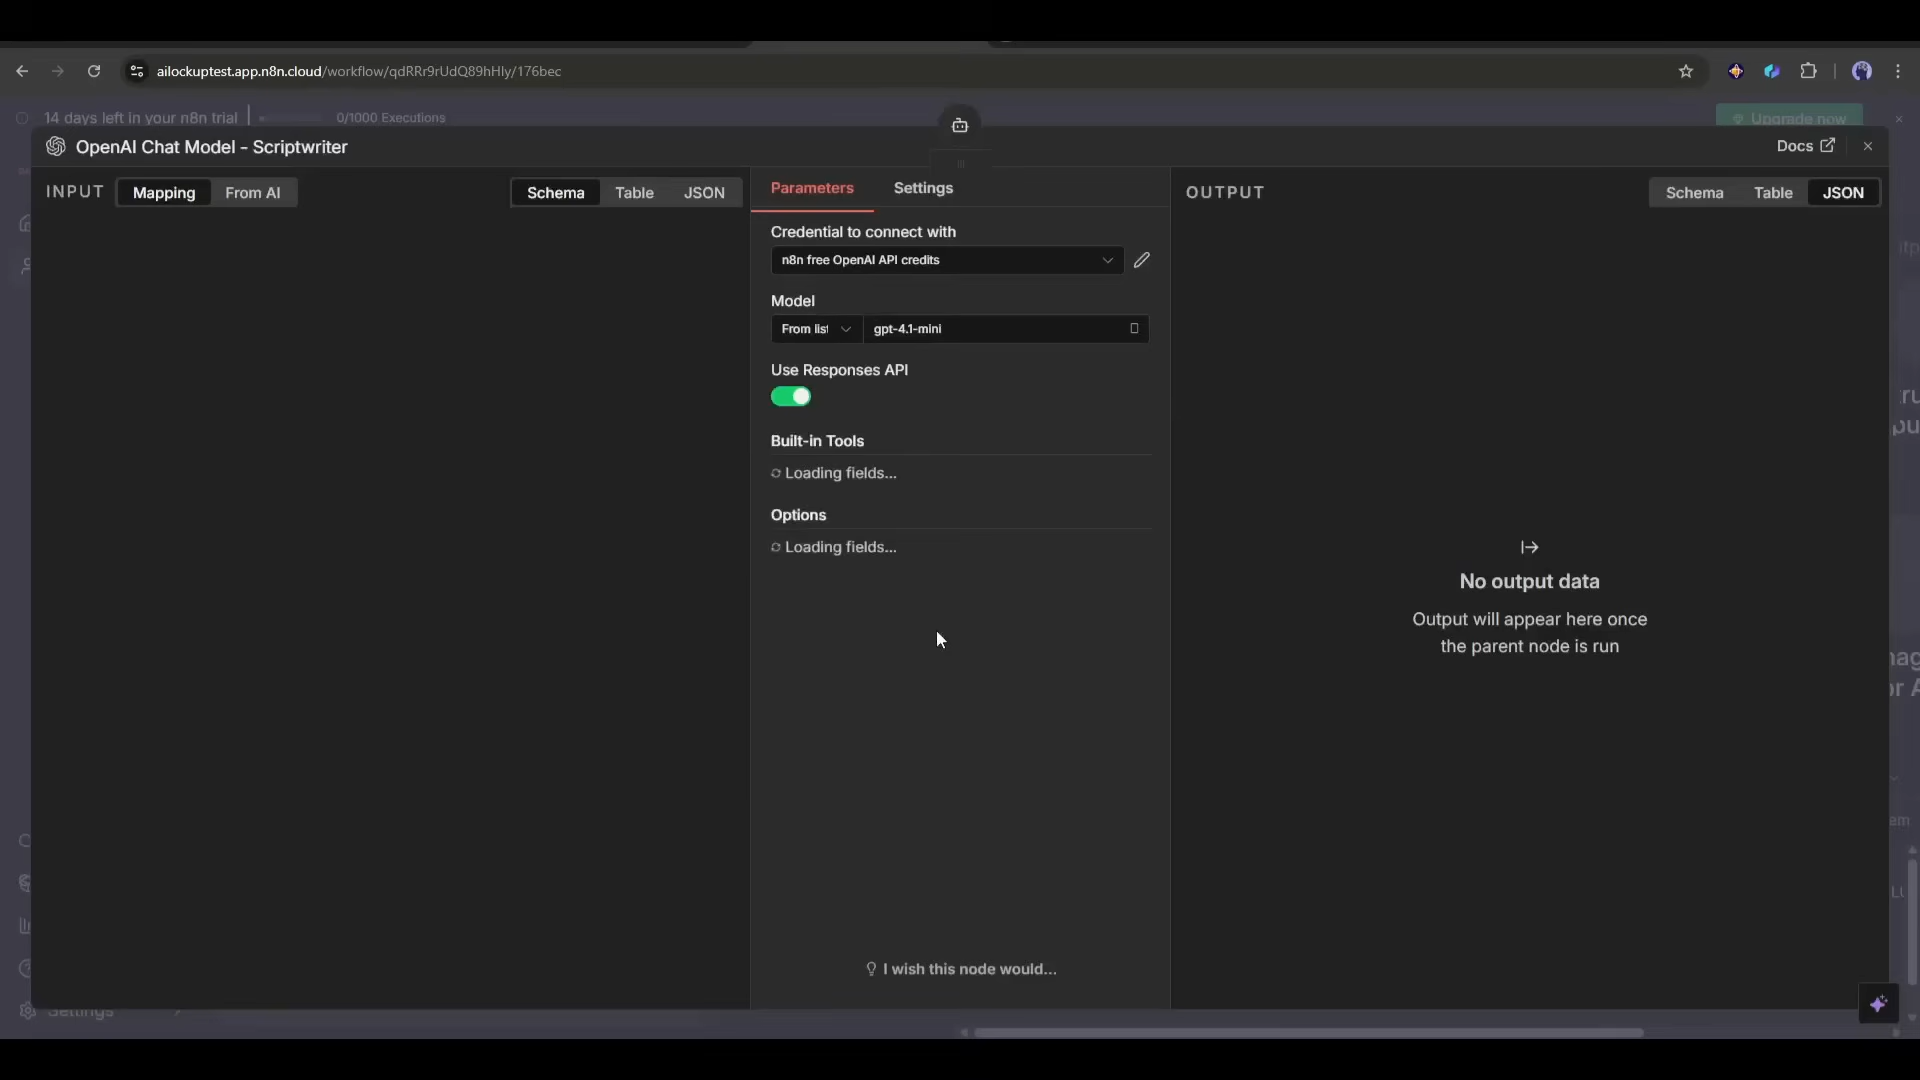 ailockuptest.app.n8n.cloud/workflow/qdRRr9rUdQ89hHly/176bec
14 days left in your n8n trial
0/1000 Executions
Upgrade now
OpenAI Chat Model - Scriptwriter
Docs
INPUT
Mapping
From AI
Schema
Table
JSON
Parameters
Settings
OUTPUT
Schema
Table
JSON
Credential to connect with
n8n free OpenAI API credits
Model
From list
gpt-4.1-mini
Use Responses API
Built-in Tools
Loading fields...
Options
Loading fields...
No output data
Output will appear here once
the parent node is run
I wish this node would...
Settings